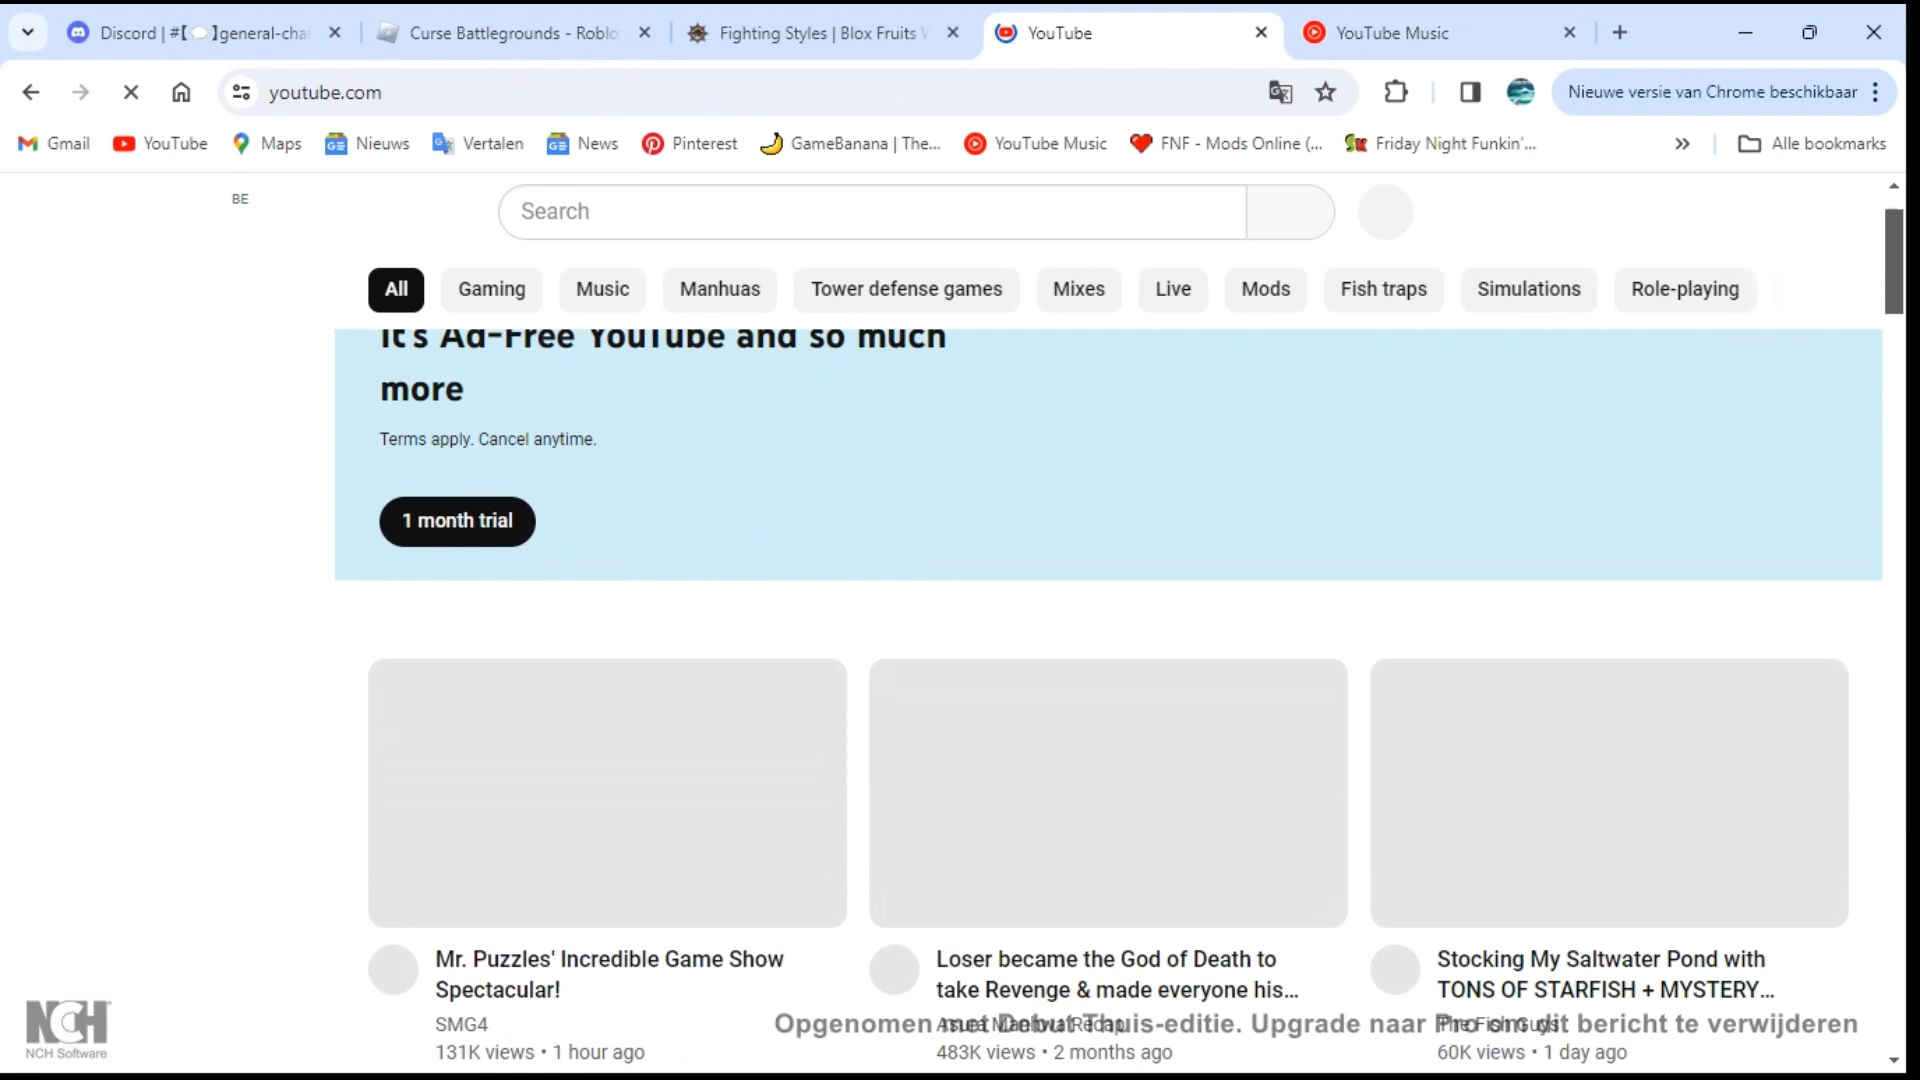 Discord | #【💭】general-cha
Curse Battlegrounds - Roblo
Fighting Styles | Blox Fruits W
YouTube
YouTube Music
youtube.com
Nieuwe versie van Chrome beschikbaar
Gmail
YouTube
Maps
Nieuws
Vertalen
News
Pinterest
GameBanana | The...
YouTube Music
FNF - Mods Online (...
Friday Night Funkin'...
Alle bookmarks
BE
Search
All
Gaming
Music
Manhuas
Tower defense games
Mixes
Live
Mods
Fish traps
Simulations
Role-playing
It's Ad-Free YouTube and so much
more
Terms apply. Cancel anytime.
1 month trial
Mr. Puzzles' Incredible Game Show
Spectacular!
SMG4
131K views • 1 hour ago
Loser became the God of Death to
take Revenge & made everyone his...
Asura Manhwa Recap
483K views • 2 months ago
Stocking My Saltwater Pond with
TONS OF STARFISH + MYSTERY...
The Fish Guys
60K views • 1 day ago
Opgenomen met Debut Thuis-editie. Upgrade naar Pro om dit bericht te verwijderen
NCH
NCH Software